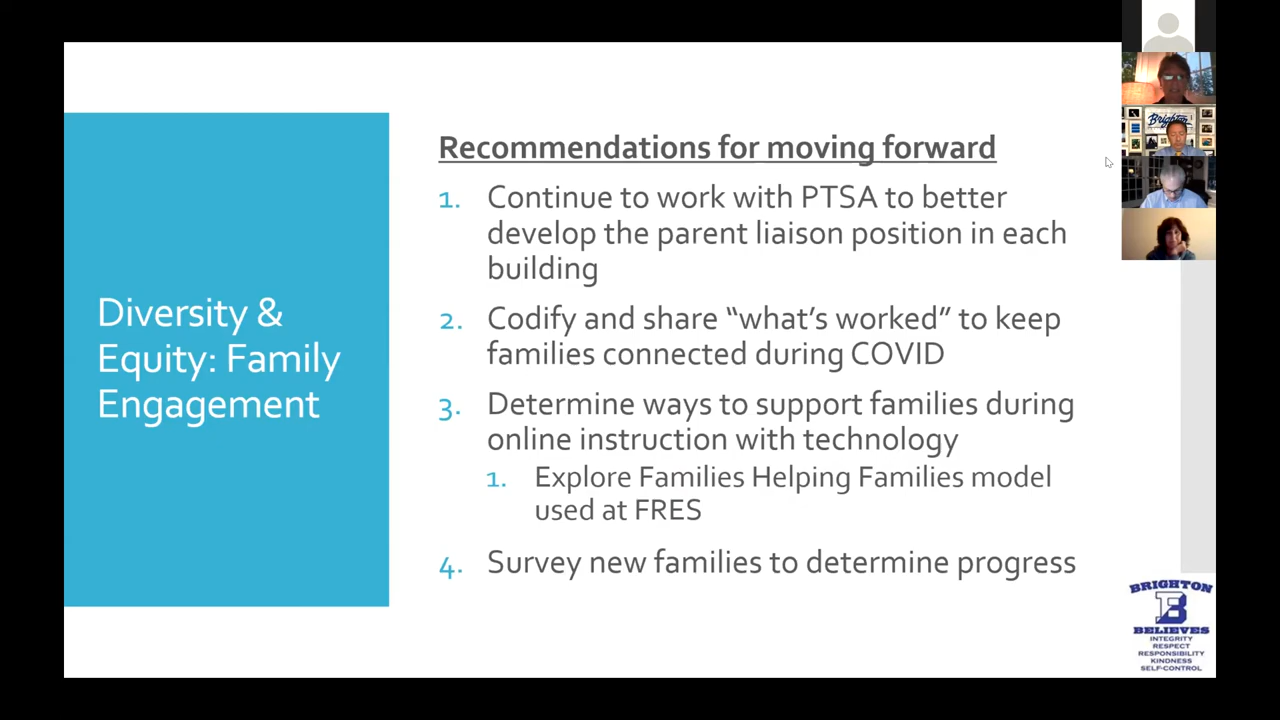 Diversity &
Equity: Family
Engagement
Recommendations for moving forward
1. Continue to work with PTSA to better
develop the parent liaison position in each
building
2. Codify and share “what’s worked” to keep
families connected during COVID
3. Determine ways to support families during
online instruction with technology
1. Explore Families Helping Families model
used at FRES
4. Survey new families to determine progress
Brighton
BRIGHTON
B
BELIEVES
INTEGRITY
RESPECT
RESPONSIBILITY
KINDNESS
SELF-CONTROL